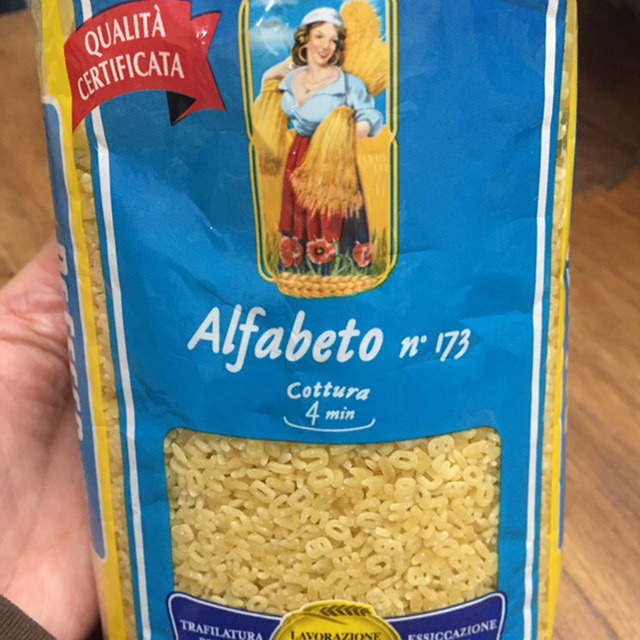 QUALITÀ
CERTIFICATA
Alfabeto n° 173
Cottura
4 min
TRAFILATURA
LAVORAZIONE
ESSICCAZIONE